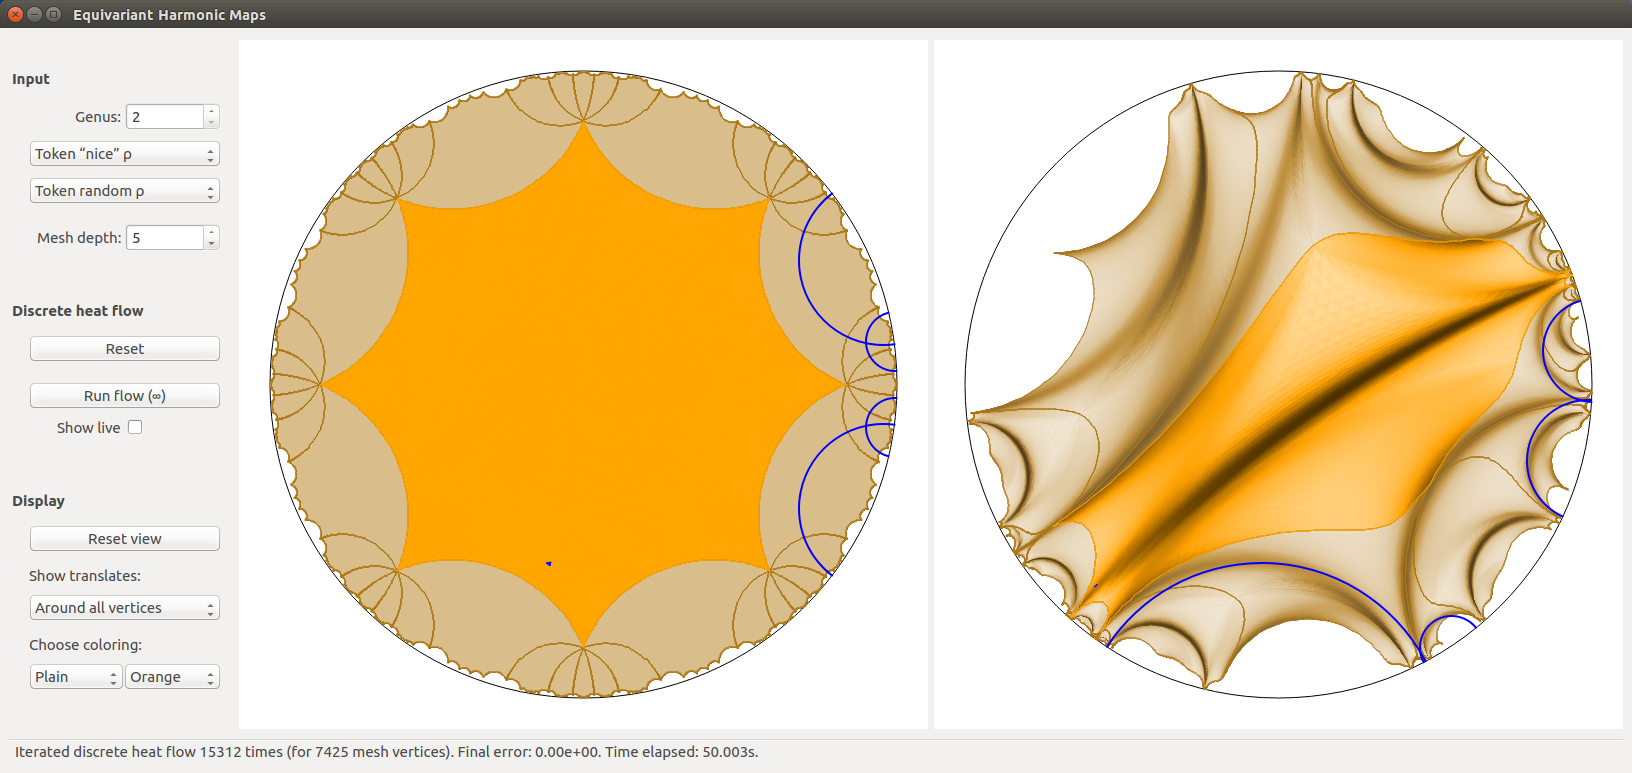 Equivariant Harmonic Maps
Input
Genus: 2
Token “nice” ρ
Token random ρ
Mesh depth: 5
Discrete heat flow
Reset
Run flow (∞)
Show live
Display
Reset view
Show translates:
Around all vertices
Choose coloring:
Plain Orange
Iterated discrete heat flow 15312 times (for 7425 mesh vertices). Final error: 0.00e+00. Time elapsed: 50.003s.